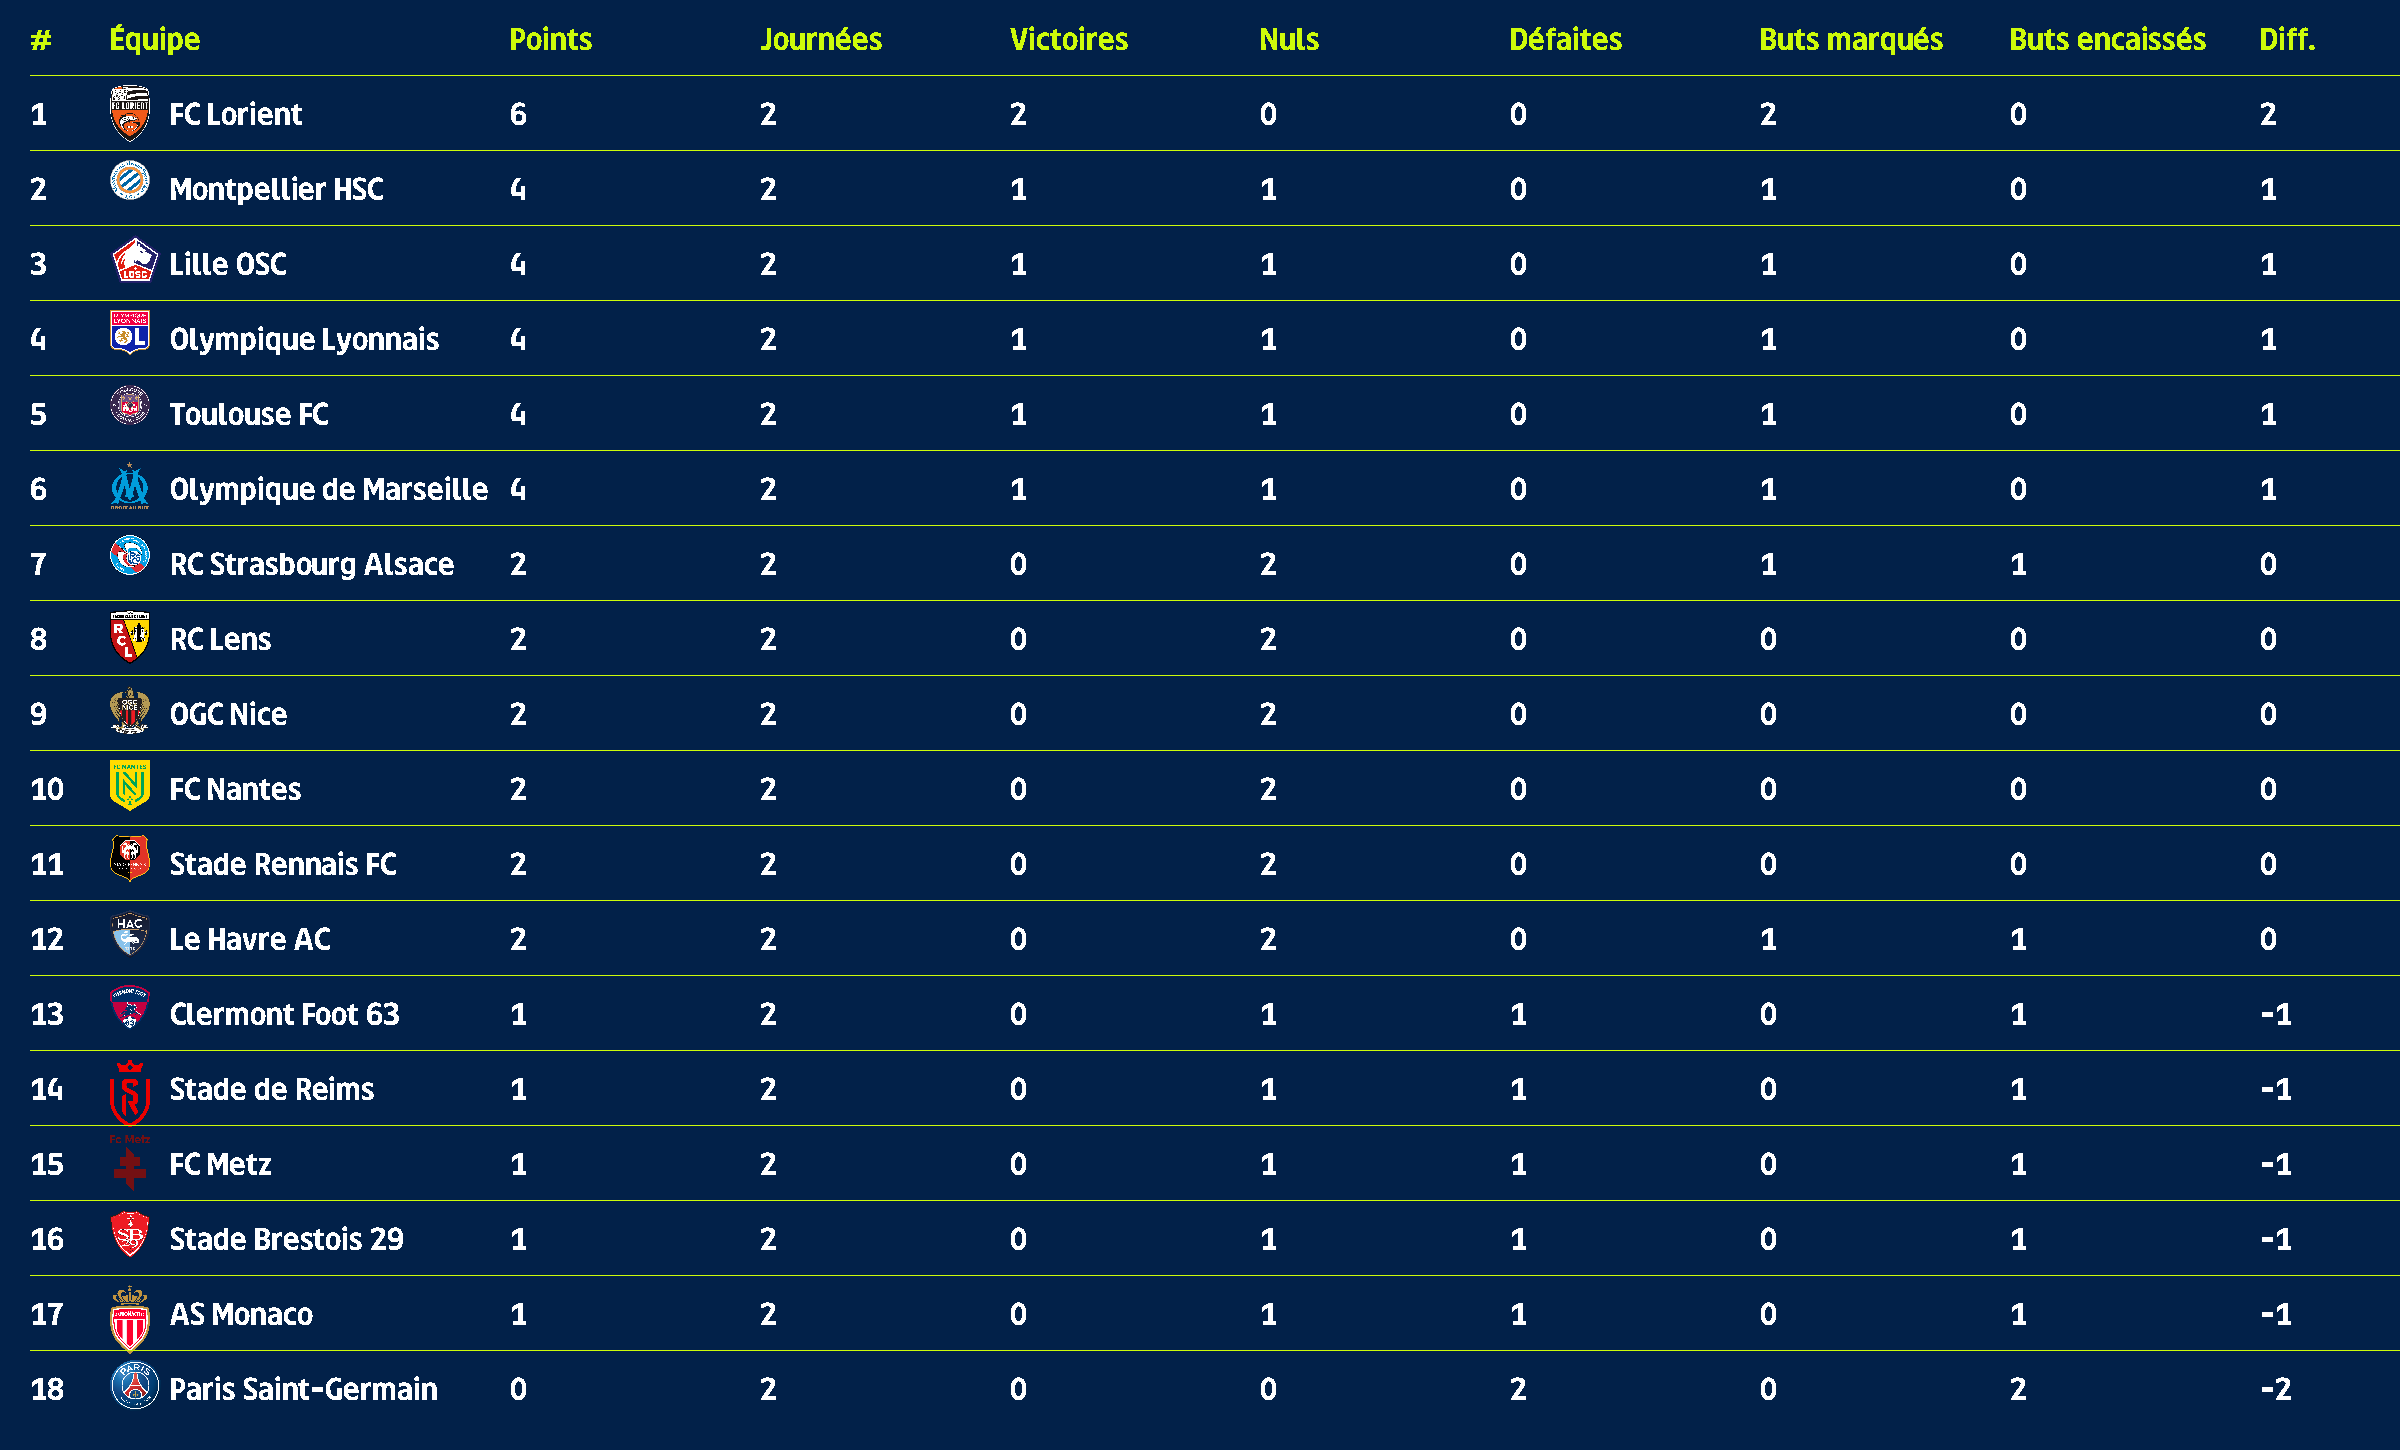 # Équipe Points Journées Victoires Nuls Défaites Buts marqués Buts encaissés Diff.
1 FC Lorient 6 2 2 0 0 2 0 2
2 Montpellier HSC 4 2 1 1 0 1 0 1
3 Lille OSC 4 2 1 1 0 1 0 1
4 Olympique Lyonnais 4 2 1 1 0 1 0 1
5 Toulouse FC 4 2 1 1 0 1 0 1
6 Olympique de Marseille 4 2 1 1 0 1 0 1
7 RC Strasbourg Alsace 2 2 0 2 0 1 1 0
8 RC Lens 2 2 0 2 0 0 0 0
9 OGC Nice 2 2 0 2 0 0 0 0
10 FC Nantes 2 2 0 2 0 0 0 0
11 Stade Rennais FC 2 2 0 2 0 0 0 0
12 Le Havre AC 2 2 0 2 0 1 1 0
13 Clermont Foot 63 1 2 0 1 1 0 1 -1
14 Stade de Reims 1 2 0 1 1 0 1 -1
15 FC Metz 1 2 0 1 1 0 1 -1
16 Stade Brestois 29 1 2 0 1 1 0 1 -1
17 AS Monaco 1 2 0 1 1 0 1 -1
18 Paris Saint-Germain 0 2 0 0 2 0 2 -2